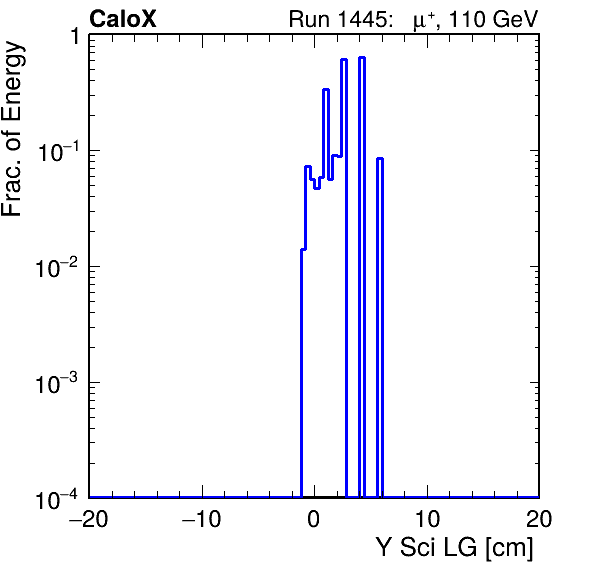 CaloX Run 1445: μ⁺, 110 GeV
Frac. of Energy
1
10⁻¹
10⁻²
10⁻³
10⁻⁴
−20 −10 0 10 20
Y Sci LG [cm]